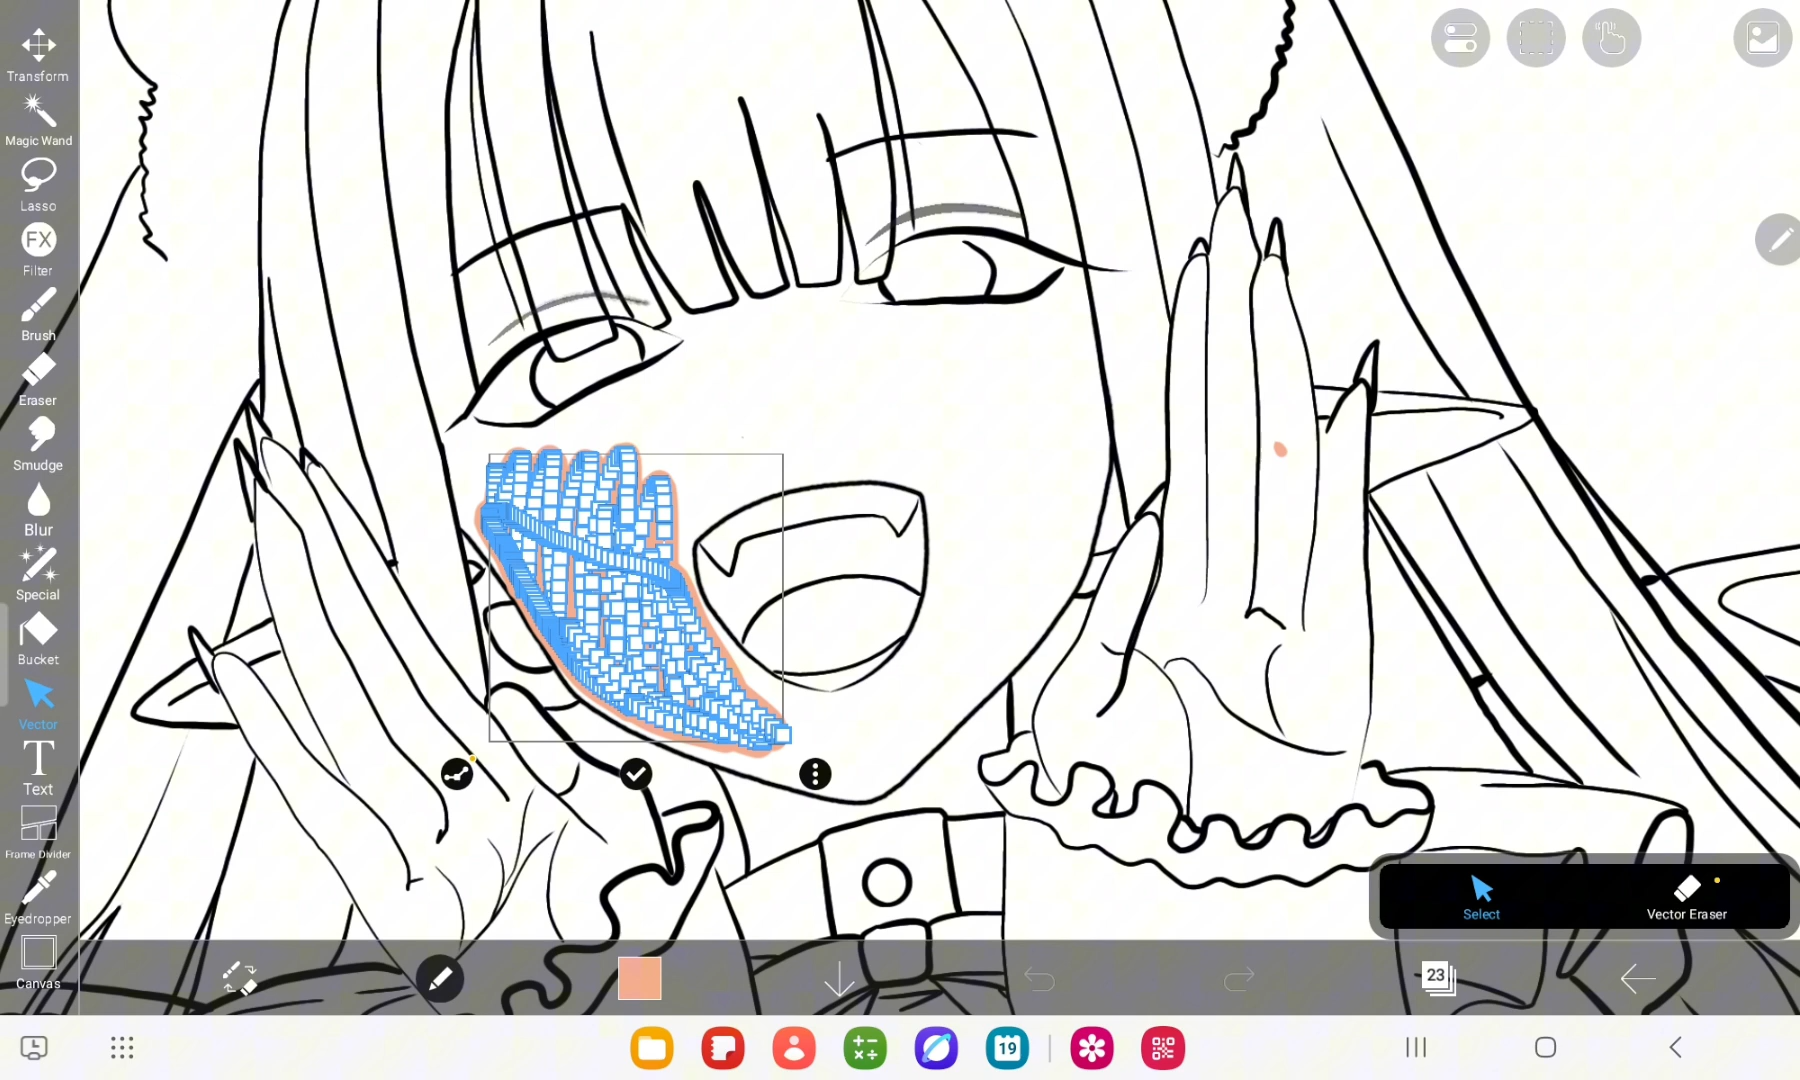 Transform
Magic Wand
Lasso
FX
Filter
Brush
Eraser
Smudge
Blur
Special
Bucket
Vector
T
Text
Frame Divider
Eyedropper
Canvas
Select
Vector Eraser
23
19